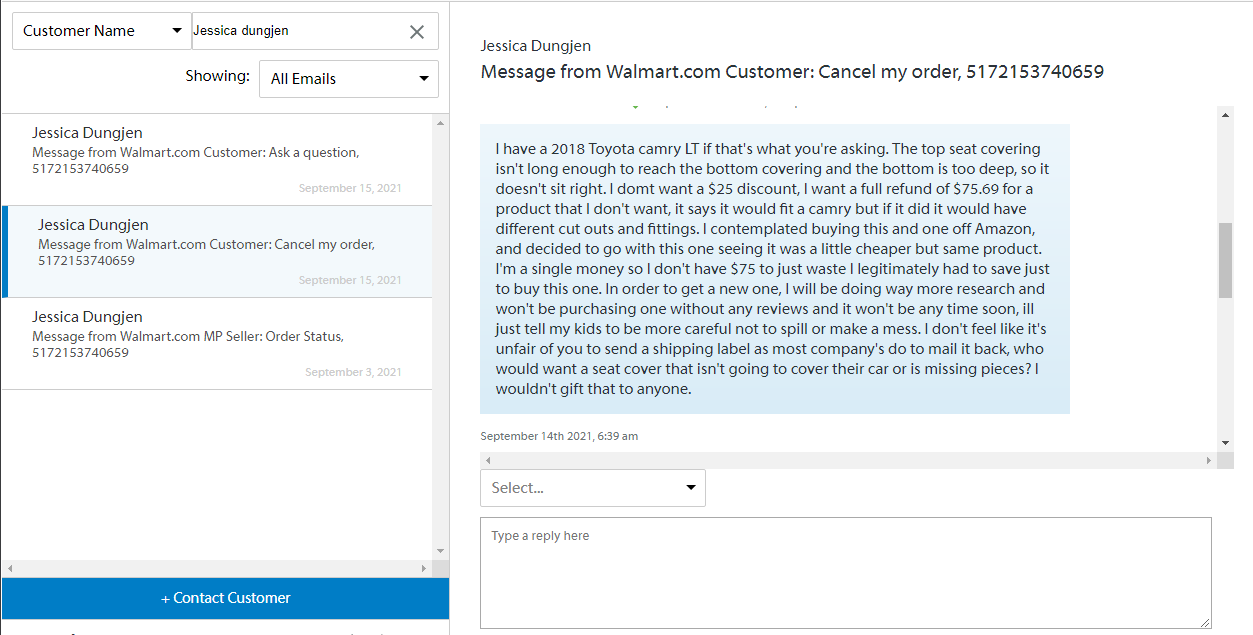 Customer Name
Jessica dungjen
Showing:
All Emails
Jessica Dungjen
Message from Walmart.com Customer: Ask a question,
5172153740659
September 15, 2021
Jessica Dungjen
Message from Walmart.com Customer: Cancel my order,
5172153740659
September 15, 2021
Jessica Dungjen
Message from Walmart.com MP Seller: Order Status,
5172153740659
September 3, 2021
+ Contact Customer
Jessica Dungjen
Message from Walmart.com Customer: Cancel my order, 5172153740659
I have a 2018 Toyota camry LT if that's what you're asking. The top seat covering
isn't long enough to reach the bottom covering and the bottom is too deep, so it
doesn't sit right. I domt want a $25 discount, I want a full refund of $75.69 for a
product that I don't want, it says it would fit a camry but if it did it would have
different cut outs and fittings. I contemplated buying this and one off Amazon,
and decided to go with this one seeing it was a little cheaper but same product.
I'm a single money so I don't have $75 to just waste I legitimately had to save just
to buy this one. In order to get a new one, I will be doing way more research and
won't be purchasing one without any reviews and it won't be any time soon, ill
just tell my kids to be more careful not to spill or make a mess. I don't feel like it's
unfair of you to send a shipping label as most company's do to mail it back, who
would want a seat cover that isn't going to cover their car or is missing pieces? I
wouldn't gift that to anyone.
September 14th 2021, 6:39 am
Select...
Type a reply here